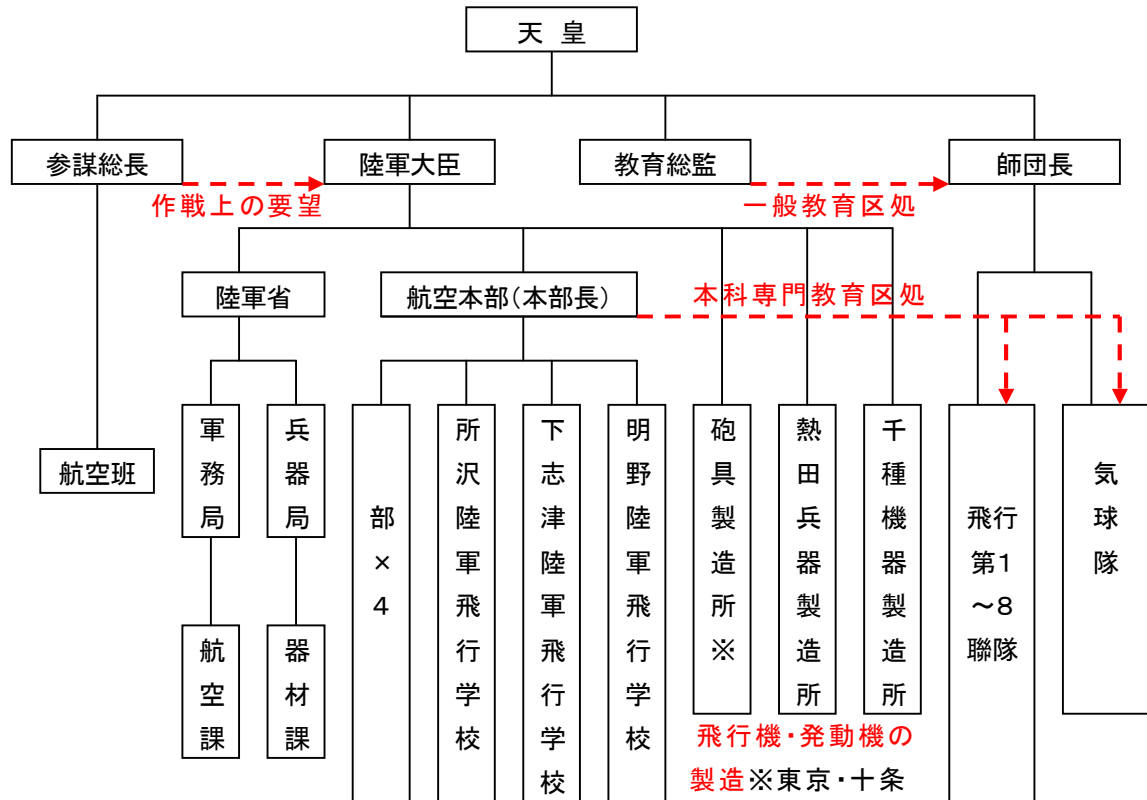 天 皇
参謀総長
陸軍大臣
教育総監
師団長
作戦上の要望
一般教育区処
陸軍省
航空本部(本部長)
本科専門教育区処
軍務局
兵器局
航空班
部×4
所沢陸軍飛行学校
下志津陸軍飛行学校
明野陸軍飛行学校
砲具製造所※
熱田兵器製造所
千種機器製造所
飛行
第1
~8
聯隊
気球隊
航空課
器材課
飛行機・発動機の
製造※東京・十条